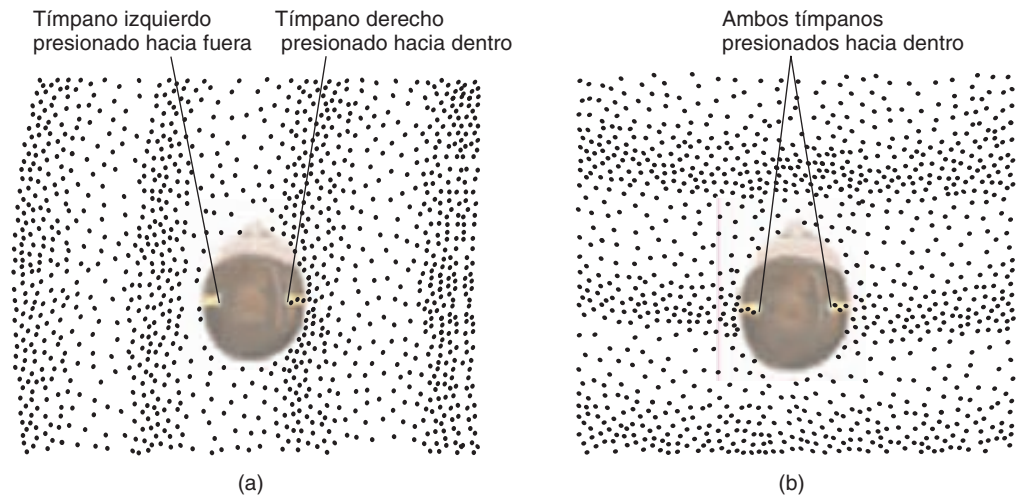 Tímpano izquierdo
presionado hacia fuera
Tímpano derecho
presionado hacia dentro
Ambos tímpanos
presionados hacia dentro
(a)
(b)